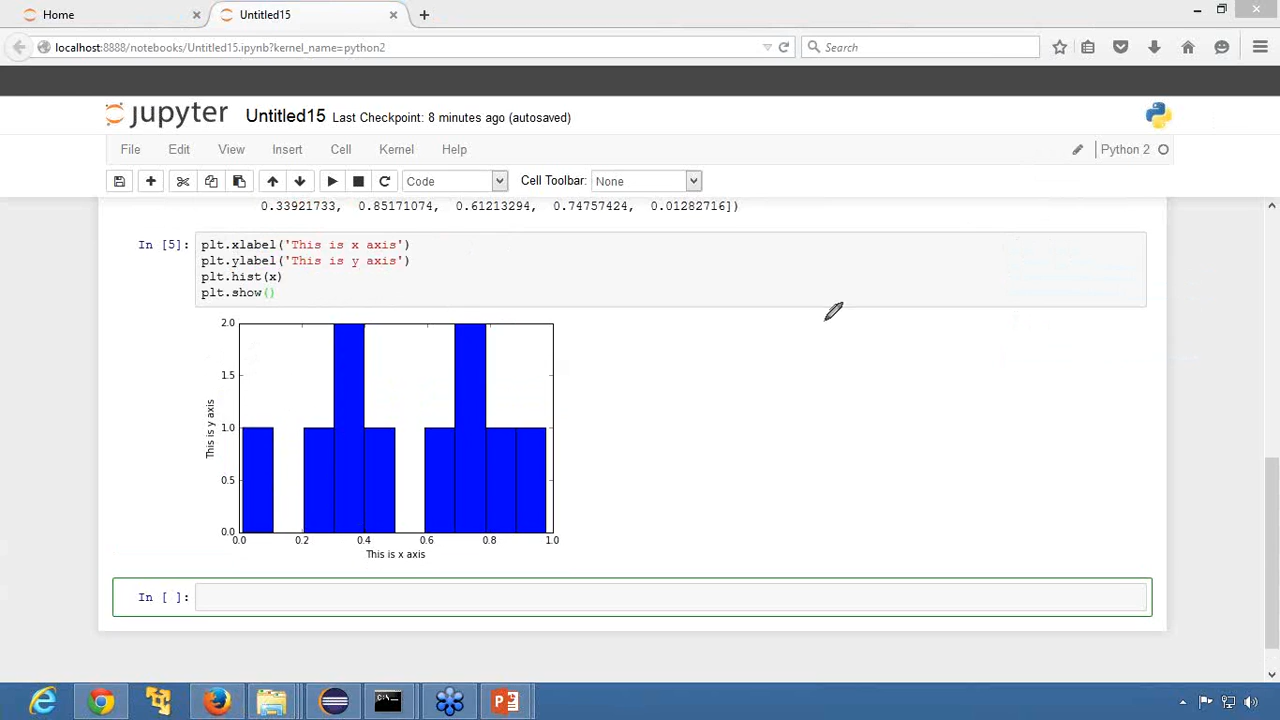 Home
Untitled15
localhost:8888/notebooks/Untitled15.ipynb?kernel_name=python2
Search
jupyter Untitled15 Last Checkpoint: 8 minutes ago (autosaved)
File Edit View Insert Cell Kernel Help Python 2
Code Cell Toolbar: None
0.33921733, 0.85171074, 0.61213294, 0.74757424, 0.01282716])
In [5]: plt.xlabel('This is x axis')
plt.ylabel('This is y axis')
plt.hist(x)
plt.show()
2.0
1.5
1.0
0.5
0.0
This is y axis
0.0 0.2 0.4 0.6 0.8 1.0
This is x axis
In [ ]: